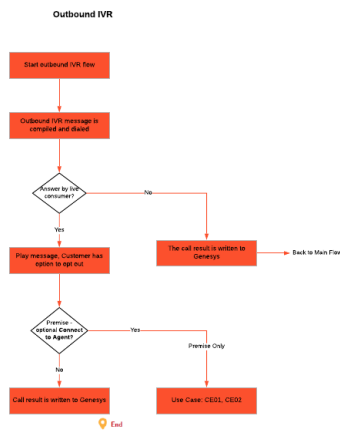 Outbound IVR
Start outbound IVR flow
Outbound IVR message is
compiled and dialed
Answer by live
consumer?
No
Yes
Play message, Customer has
option to opt out
The call result is written to
Genesys
Back to Main Flow
Premise -
optional Connect
to Agent?
Yes
Premise Only
No
Call result is written to Genesys
Use Case: CE01, CE02
End